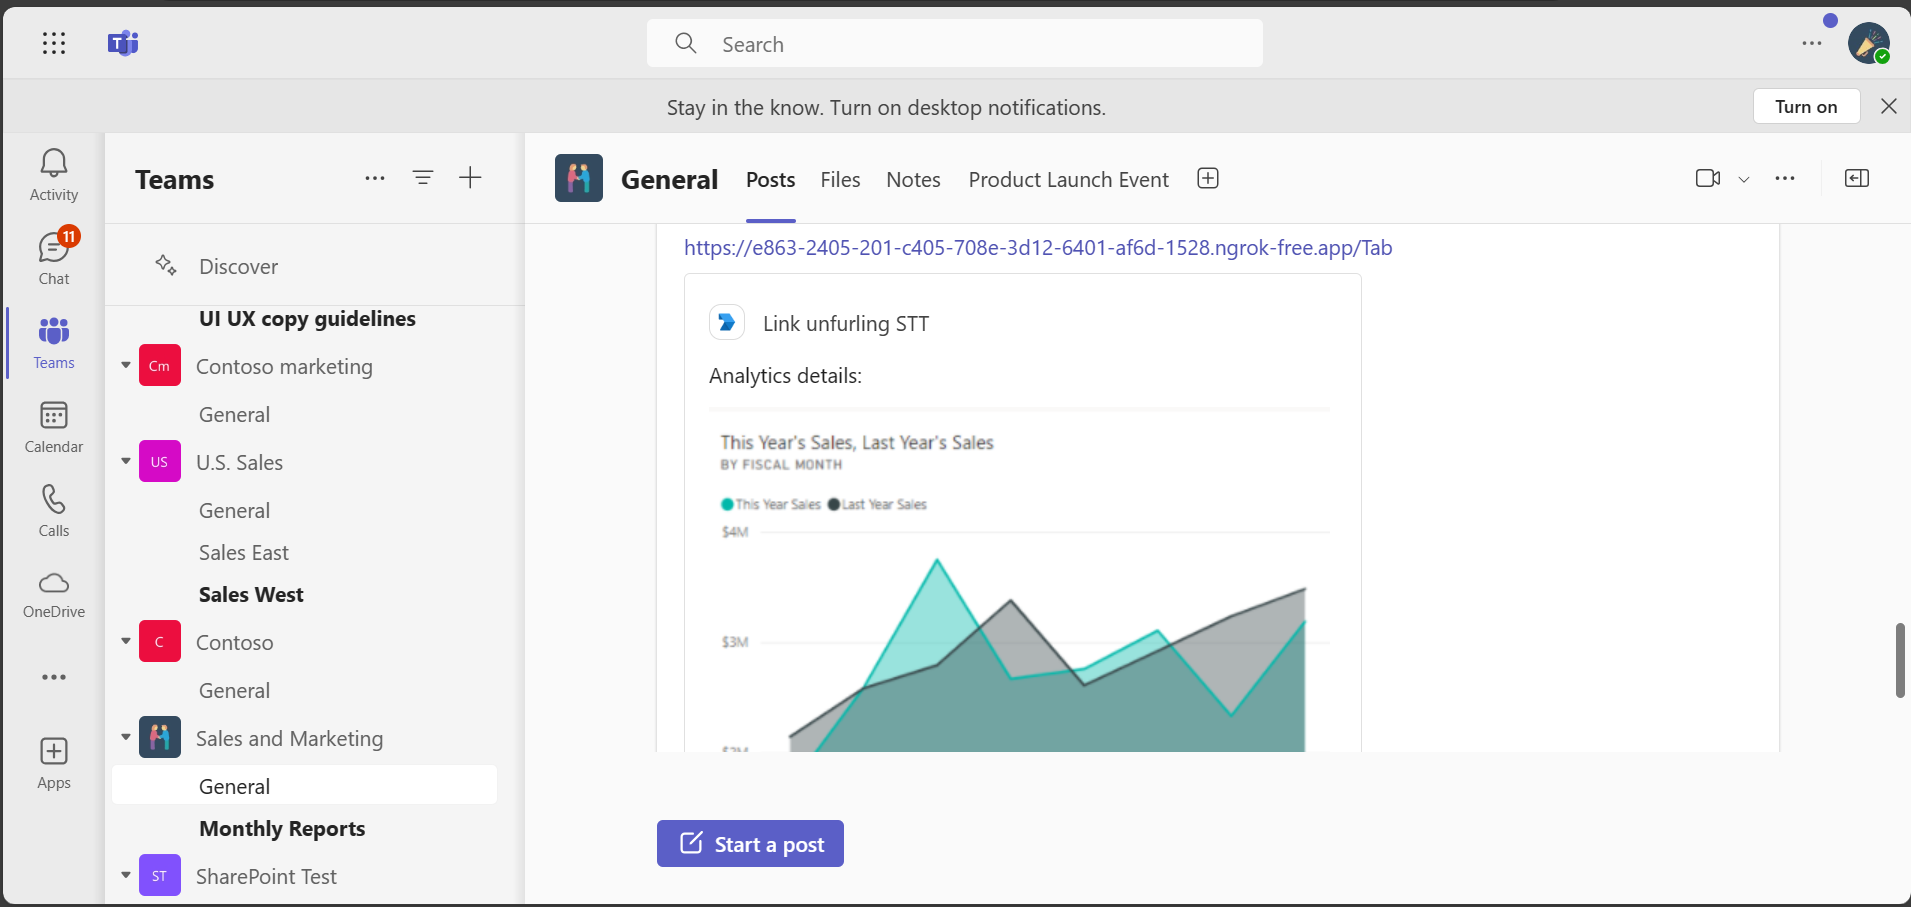 Search
Stay in the know. Turn on desktop notifications.
Turn on
Activity
11
Chat
Teams
Calendar
Calls
OneDrive
Apps
Teams
Discover
UI UX copy guidelines
Cm Contoso marketing
General
US U.S. Sales
General
Sales East
Sales West
C Contoso
General
Sales and Marketing
General
Monthly Reports
ST SharePoint Test
General Posts Files Notes Product Launch Event
https://e863-2405-201-c405-708e-3d12-6401-af6d-1528.ngrok-free.app/Tab
Link unfurling STT
Analytics details:
This Year's Sales, Last Year's Sales
BY FISCAL MONTH
This Year Sales Last Year Sales
$4M
$3M
Start a post